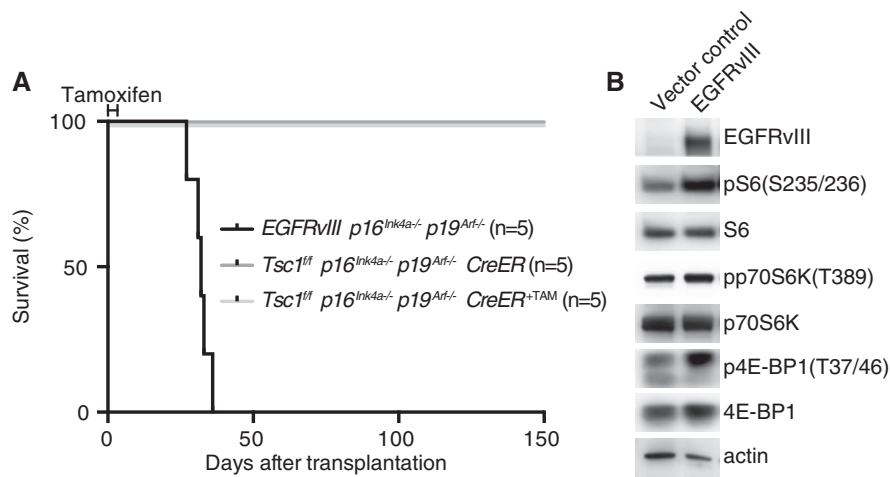 A
Tamoxifen
100
50
0
Survival (%)
0
50
100
150
Days after transplantation
EGFRvIII p16Ink4a-/- p19Arf-/- (n=5)
Tsc1f/f p16Ink4a-/- p19Arf-/- CreER (n=5)
Tsc1f/f p16Ink4a-/- p19Arf-/- CreER+TAM (n=5)
B
Vector control
EGFRvIII
EGFRvIII
pS6(S235/236)
S6
pp70S6K(T389)
p70S6K
p4E-BP1(T37/46)
4E-BP1
actin